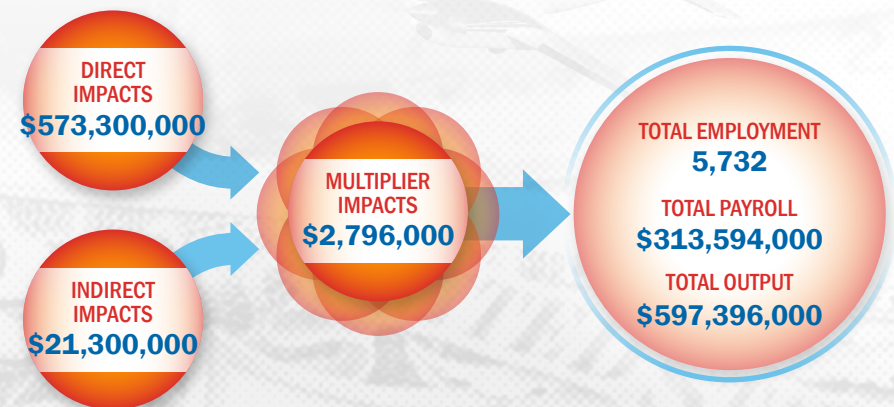 DIRECT
IMPACTS
$573,300,000
INDIRECT
IMPACTS
$21,300,000
MULTIPLIER
IMPACTS
$2,796,000
TOTAL EMPLOYMENT
5,732
TOTAL PAYROLL
$313,594,000
TOTAL OUTPUT
$597,396,000